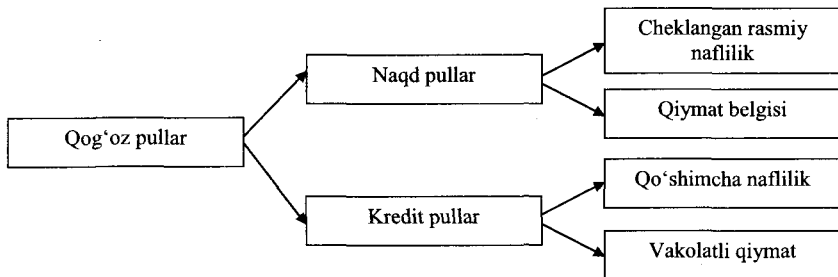 Qog‘oz pullar
Naqd pullar
Cheklangan rasmiy
naflilik
Qiymat belgisi
Kredit pullar
Qo‘shimcha naflilik
Vakolatli qiymat